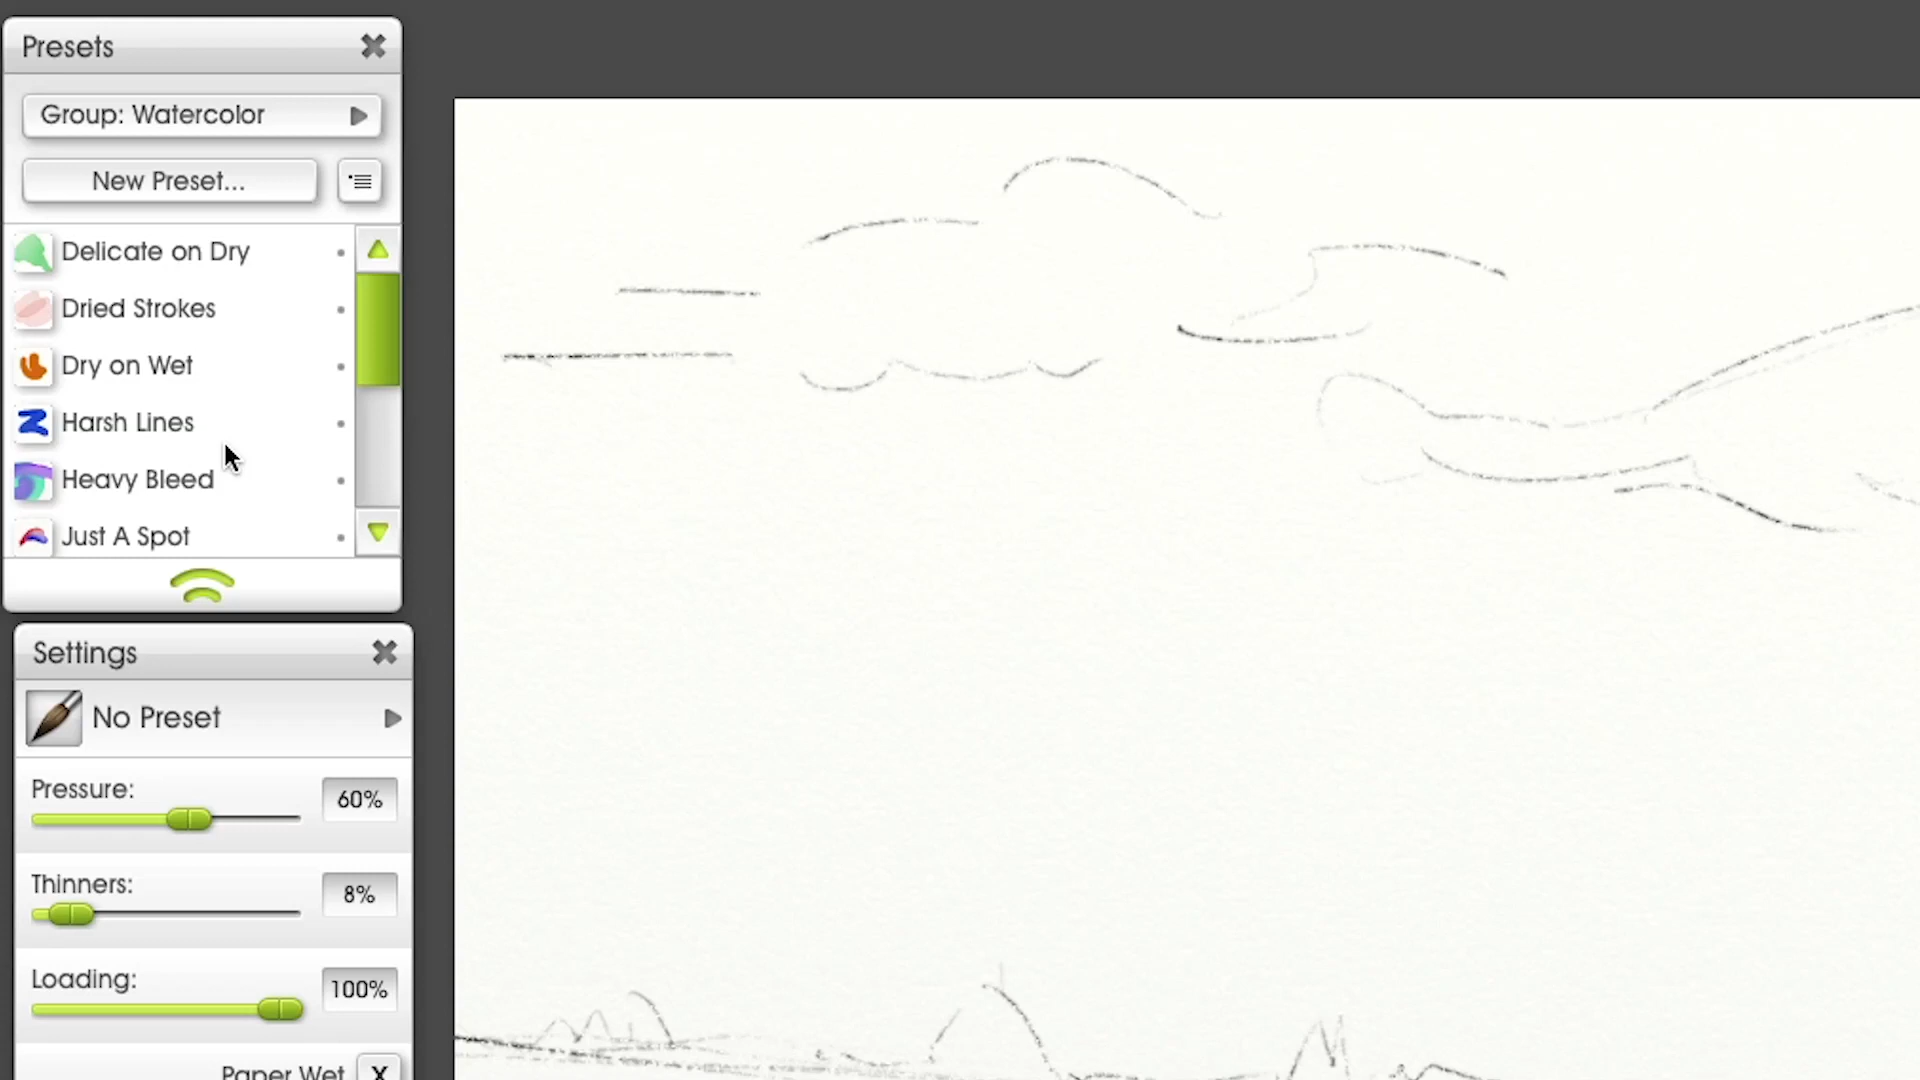 Presets
Group: Watercolor
New Preset...
Delicate on Dry
Dried Strokes
Dry on Wet
Harsh Lines
Heavy Bleed
Just A Spot
Settings
No Preset
Pressure:
60%
Thinners:
8%
Loading:
100%
Paper Wet X